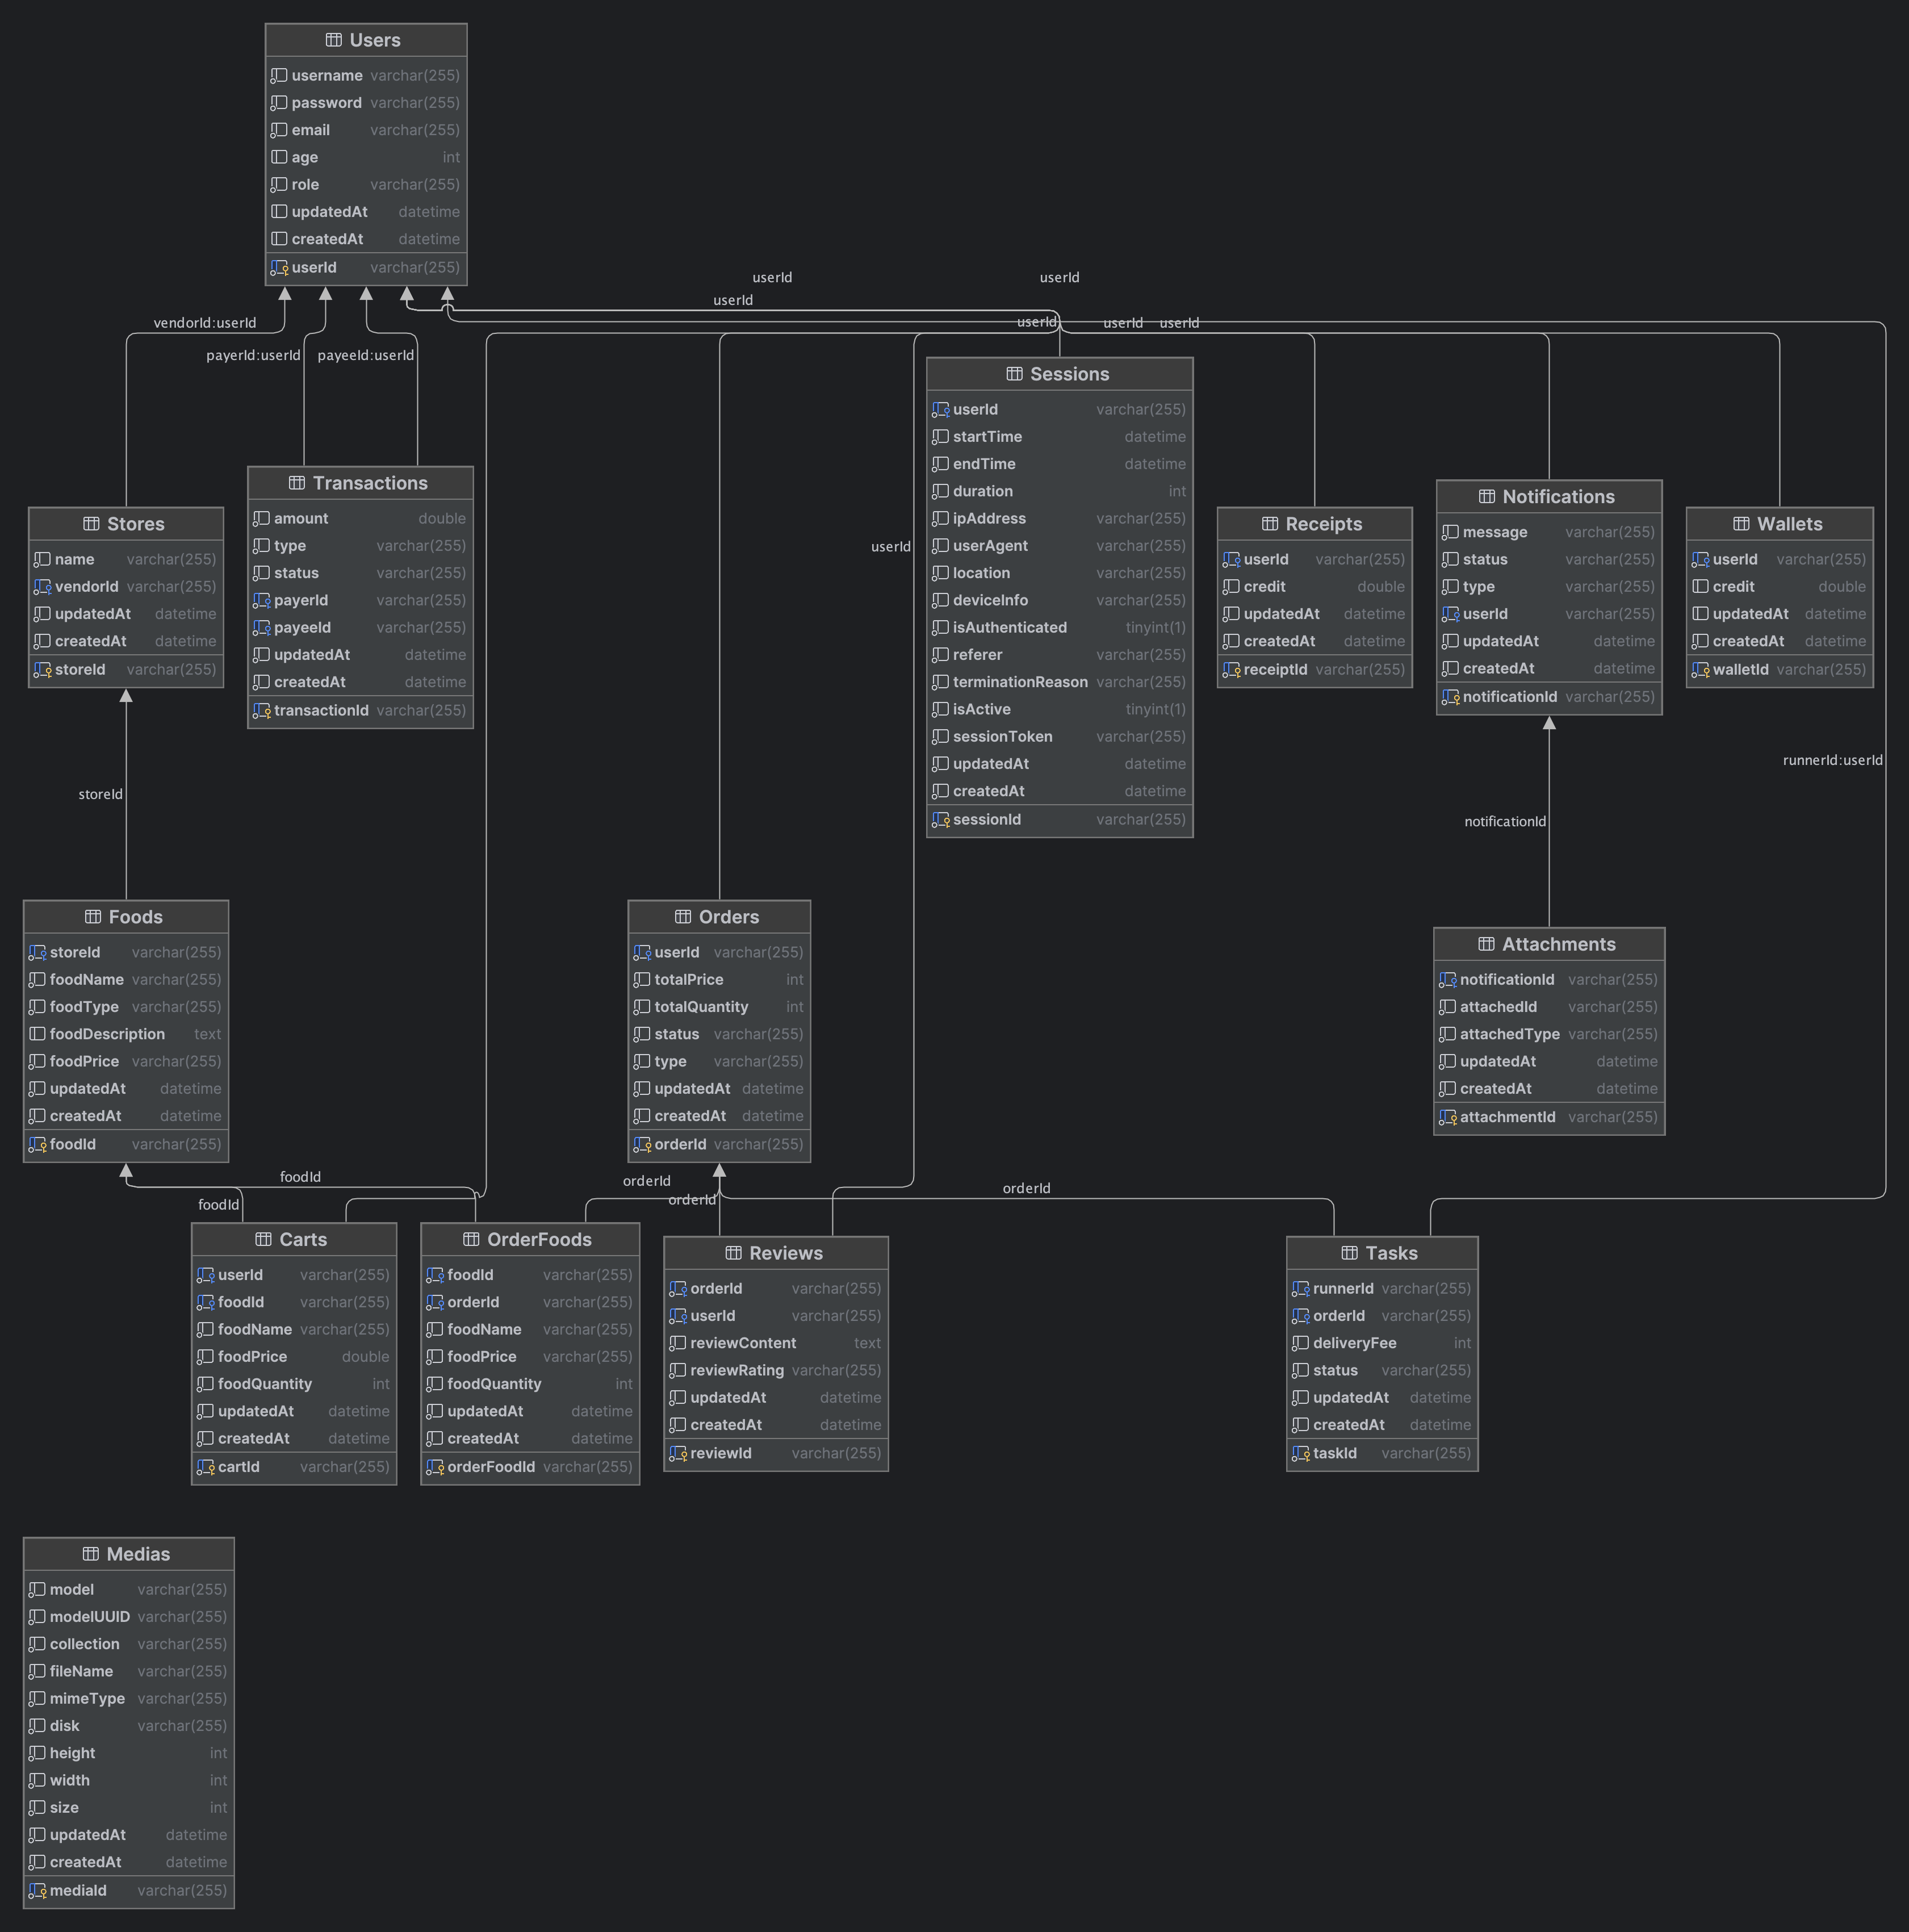 Users
username varchar(255)
password varchar(255)
email varchar(255)
age int
role varchar(255)
updatedAt datetime
createdAt datetime
userId varchar(255)
userId
userId
userId
vendorId:userId
userId
userId
userId
payerId:userId
payeeId:userId
Sessions
userId varchar(255)
startTime datetime
endTime datetime
duration int
ipAddress varchar(255)
userAgent varchar(255)
location varchar(255)
deviceInfo varchar(255)
isAuthenticated tinyint(1)
referer varchar(255)
terminationReason varchar(255)
isActive tinyint(1)
sessionToken varchar(255)
updatedAt datetime
createdAt datetime
sessionId varchar(255)
Transactions
amount double
type varchar(255)
status varchar(255)
payerId varchar(255)
payeeId varchar(255)
updatedAt datetime
createdAt datetime
transactionId varchar(255)
Stores
name varchar(255)
vendorId varchar(255)
updatedAt datetime
createdAt datetime
storeId varchar(255)
userId
Receipts
userId varchar(255)
credit double
updatedAt datetime
createdAt datetime
receiptId varchar(255)
Notifications
message varchar(255)
status varchar(255)
type varchar(255)
userId varchar(255)
updatedAt datetime
createdAt datetime
notificationId varchar(255)
Wallets
userId varchar(255)
credit double
updatedAt datetime
createdAt datetime
walletId varchar(255)
runnerId:userId
storeId
notificationId
Foods
storeId varchar(255)
foodName varchar(255)
foodType varchar(255)
foodDescription text
foodPrice varchar(255)
updatedAt datetime
createdAt datetime
foodId varchar(255)
Orders
userId varchar(255)
totalPrice int
totalQuantity int
status varchar(255)
type varchar(255)
updatedAt datetime
createdAt datetime
orderId varchar(255)
Attachments
notificationId varchar(255)
attachedId varchar(255)
attachedType varchar(255)
updatedAt datetime
createdAt datetime
attachmentId varchar(255)
foodId
orderId
orderId
orderId
foodId
Carts
userId varchar(255)
foodId varchar(255)
foodName varchar(255)
foodPrice double
foodQuantity int
updatedAt datetime
createdAt datetime
cartId varchar(255)
OrderFoods
foodId varchar(255)
orderId varchar(255)
foodName varchar(255)
foodPrice varchar(255)
foodQuantity int
updatedAt datetime
createdAt datetime
orderFoodId varchar(255)
Reviews
orderId varchar(255)
userId varchar(255)
reviewContent text
reviewRating varchar(255)
updatedAt datetime
createdAt datetime
reviewId varchar(255)
Tasks
runnerId varchar(255)
orderId varchar(255)
deliveryFee int
status varchar(255)
updatedAt datetime
createdAt datetime
taskId varchar(255)
Medias
model varchar(255)
modelUUID varchar(255)
collection varchar(255)
fileName varchar(255)
mimeType varchar(255)
disk varchar(255)
height int
width int
size int
updatedAt datetime
createdAt datetime
mediaId varchar(255)